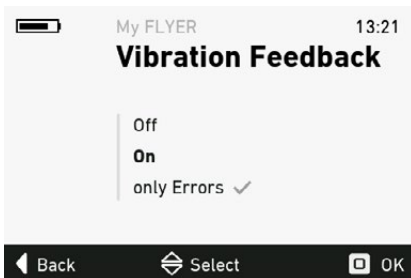 My FLYER 13:21
Vibration Feedback
Off
On
only Errors
Back Select OK